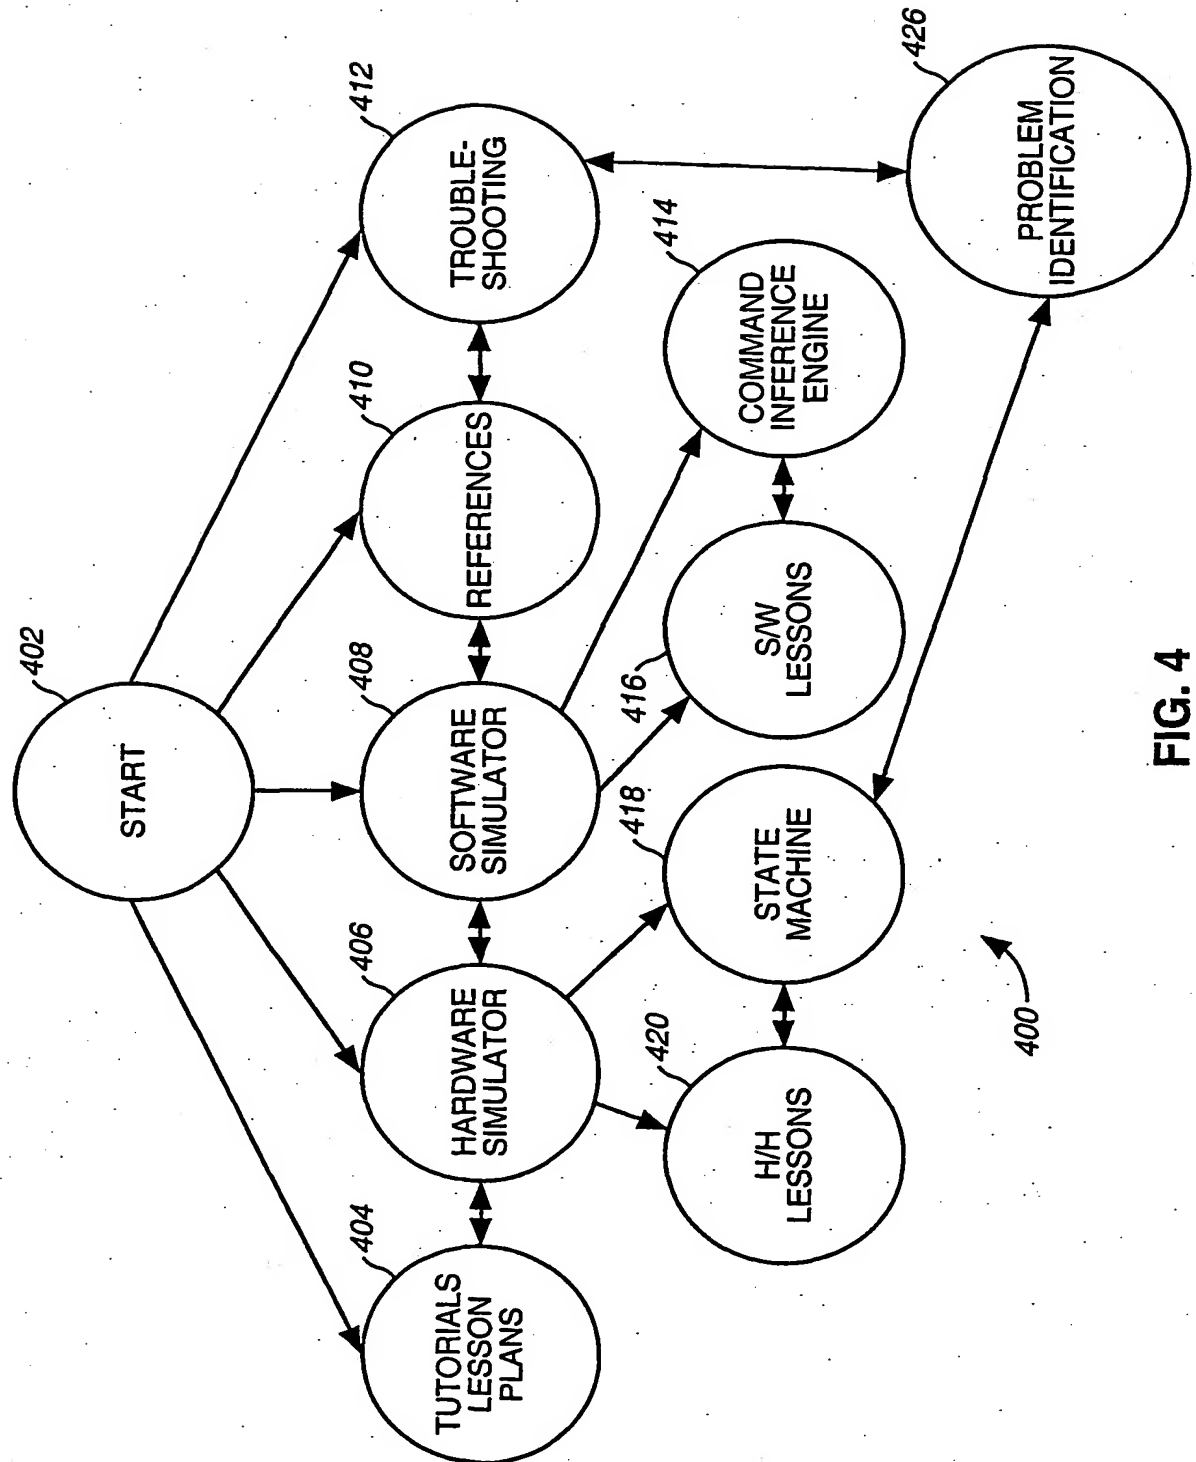 402
START
404
TUTORIALS
LESSON
PLANS
406
HARDWARE
SIMULATOR
408
SOFTWARE
SIMULATOR
410
REFERENCES
412
TROUBLE-
SHOOTING
420
H/H
LESSONS
418
STATE
MACHINE
416
S/W
LESSONS
414
COMMAND
INFERENCE
ENGINE
426
PROBLEM
IDENTIFICATION
400
FIG. 4